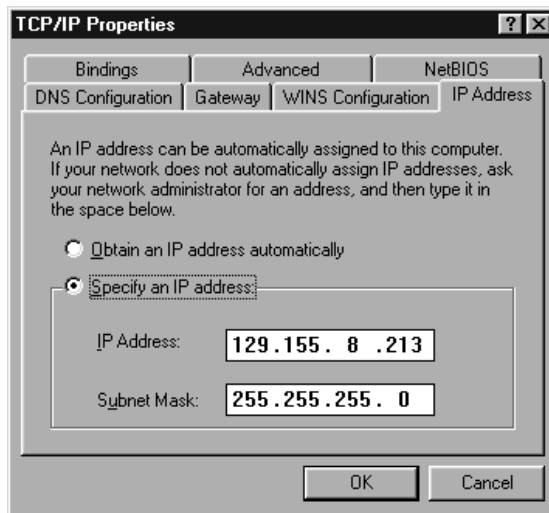 TCP/IP Properties
? ×
Bindings Advanced NetBIOS
DNS Configuration Gateway WINS Configuration IP Address
An IP address can be automatically assigned to this computer.
If your network does not automatically assign IP addresses, ask
your network administrator for an address, and then type it in
the space below.
Obtain an IP address automatically
Specify an IP address:
IP Address: 129.155. 8 .213
Subnet Mask: 255.255.255. 0
OK Cancel